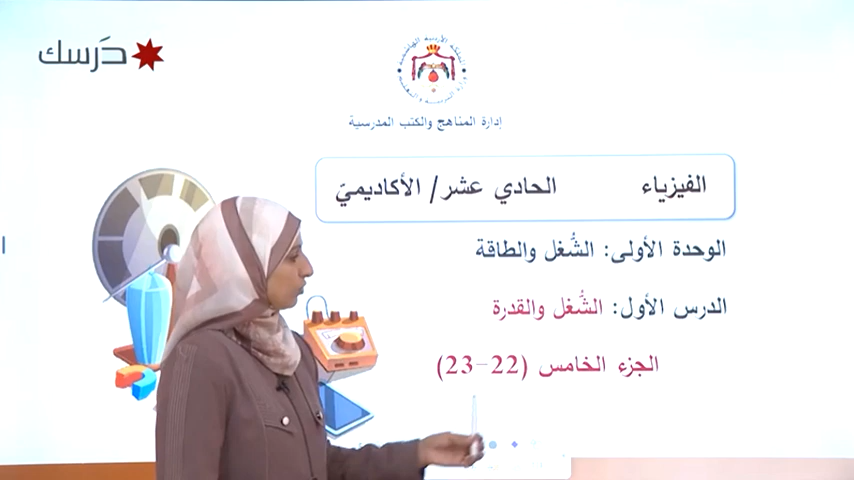 حَرسك
إدارة المناهج والكتب المدرسية
الفيزياء الحادي عشر/ الأكاديميّ
الوحدة الأولى: الشُّغل والطاقة
الدرس الأول: الشُّغل والقدرة
الجزء الخامس (22-23)